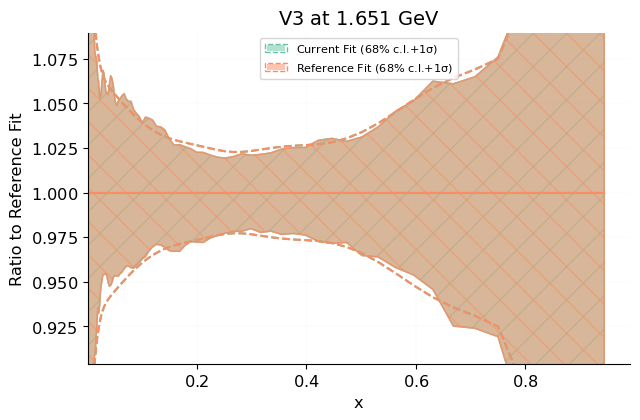 V3 at 1.651 GeV
Current Fit (68% c.l.+1σ)
Reference Fit (68% c.l.+1σ)
Ratio to Reference Fit
1.075
1.050
1.025
1.000
0.975
0.950
0.925
0.2 0.4 0.6 0.8
x